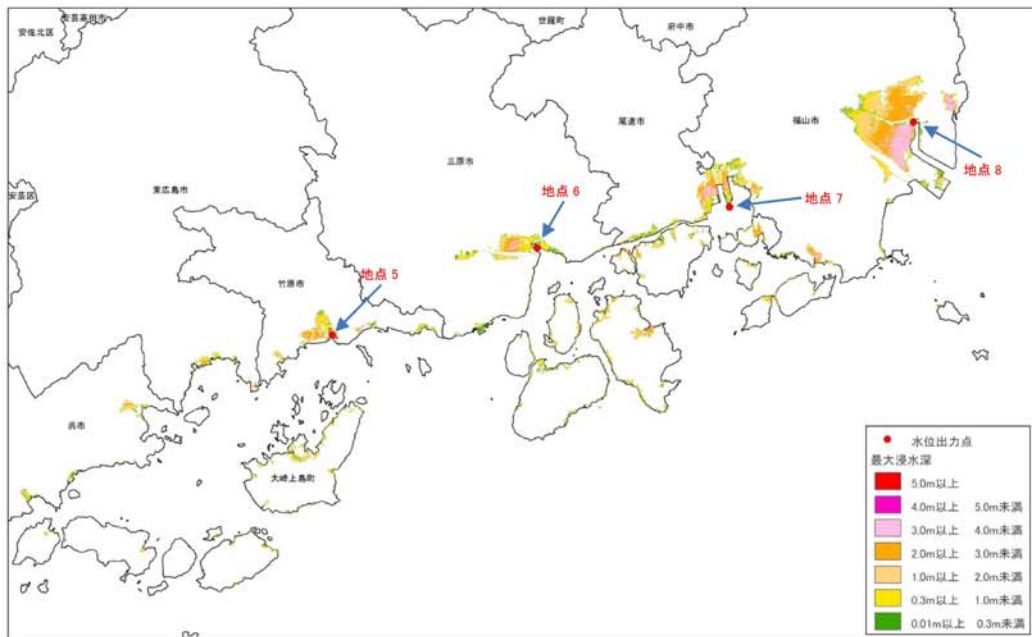 安芸高田市
安佐北区
世羅町
府中市
尾道市
福山市
三原市
東広島市
安芸区
地点 8
地点 6
地点 7
地点 5
竹原市
呉市
大崎上島町
水位出力点
最大浸水深
5.0m以上
4.0m以上 5.0m未満
3.0m以上 4.0m未満
2.0m以上 3.0m未満
1.0m以上 2.0m未満
0.3m以上 1.0m未満
0.01m以上 0.3m未満